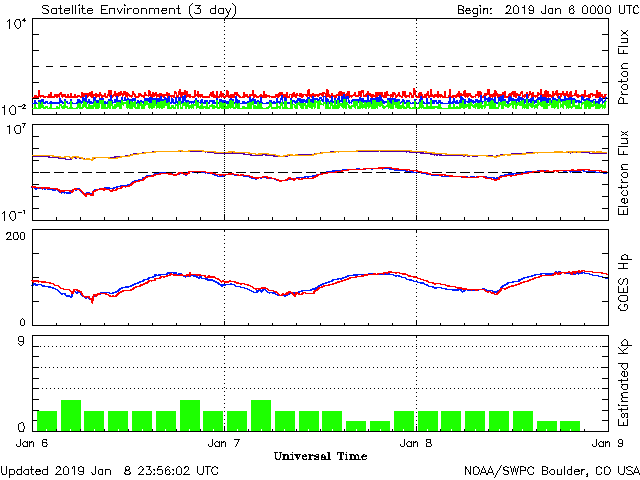 Satellite Environment (3 day)
Begin: 2019 Jan 6 0000 UTC
10⁴
10⁻²
Proton Flux
10⁷
10⁻¹
Electron Flux
200
0
GOES Hp
9
0
Estimated Kp
Jan 6
Jan 7
Jan 8
Jan 9
Universal Time
Updated 2019 Jan 8 23:56:02 UTC
NOAA/SWPC Boulder, CO USA